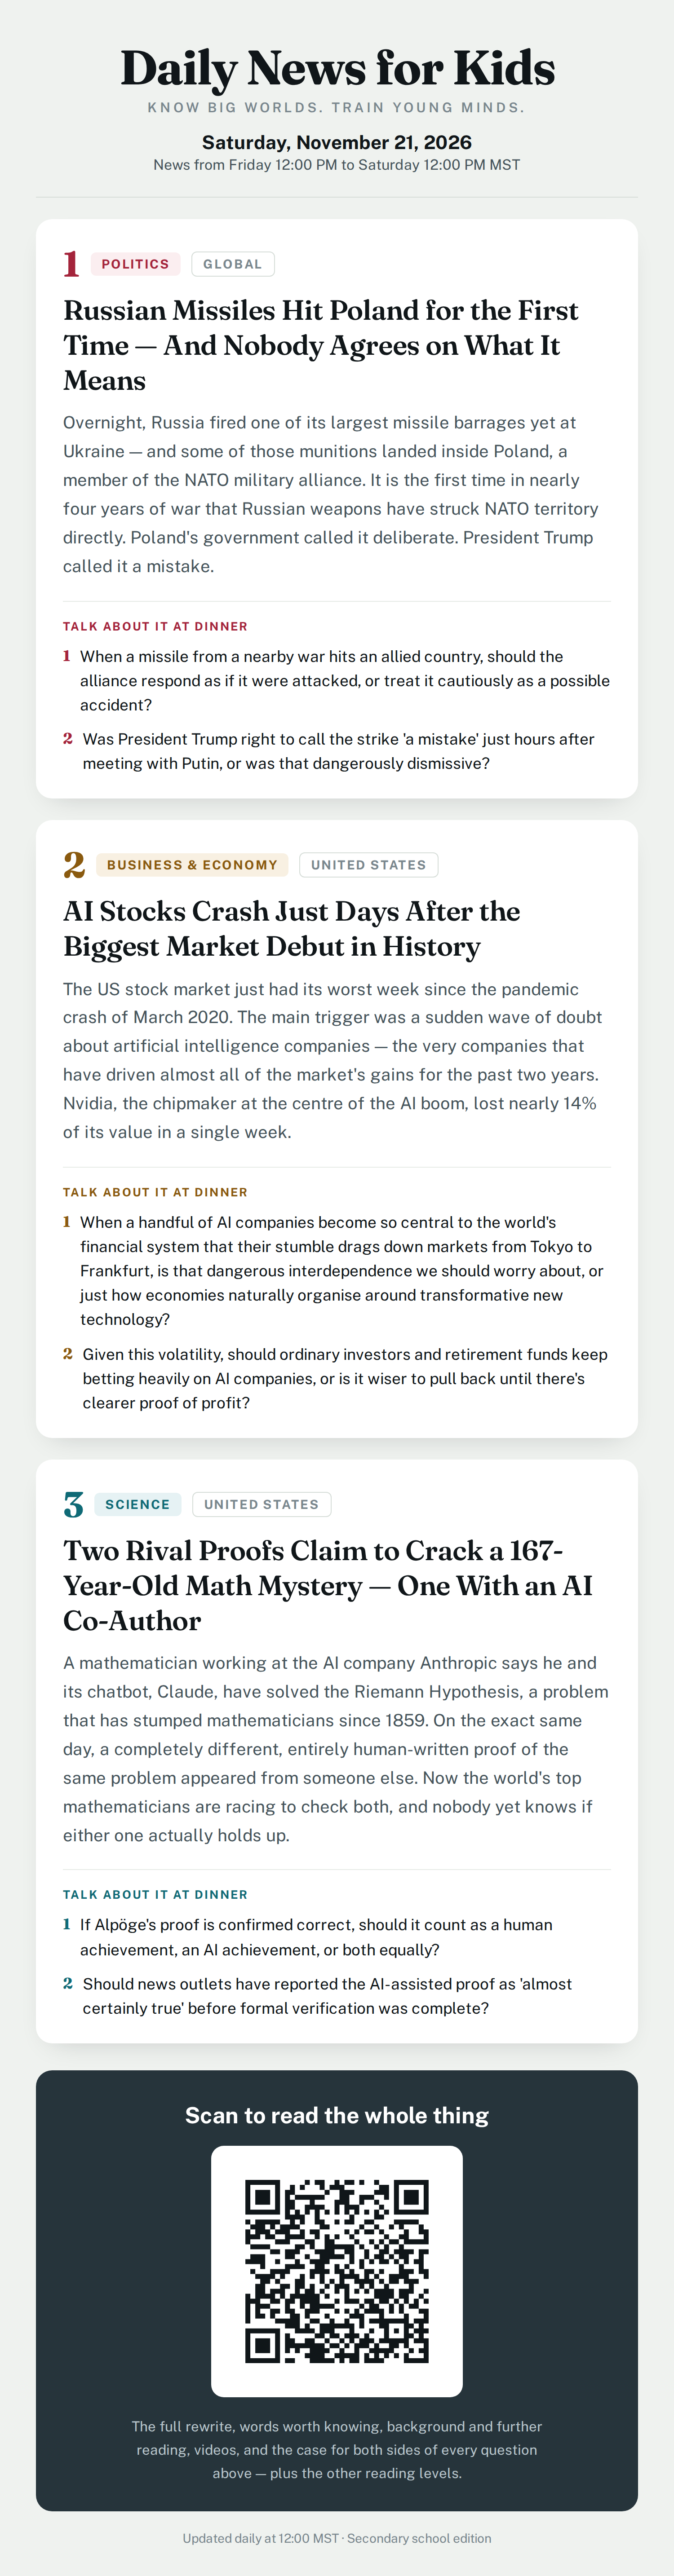 Daily News for Kids
KNOW BIG WORLDS. TRAIN YOUNG MINDS.
Saturday, November 21, 2026
News from Friday 12:00 PM to Saturday 12:00 PM MST
1 POLITICS GLOBAL
Russian Missiles Hit Poland for the First
Time — And Nobody Agrees on What It
Means
Overnight, Russia fired one of its largest missile barrages yet at
Ukraine — and some of those munitions landed inside Poland, a
member of the NATO military alliance. It is the first time in nearly
four years of war that Russian weapons have struck NATO territory
directly. Poland's government called it deliberate. President Trump
called it a mistake.
TALK ABOUT IT AT DINNER
1 When a missile from a nearby war hits an allied country, should the
alliance respond as if it were attacked, or treat it cautiously as a possible
accident?
2 Was President Trump right to call the strike 'a mistake' just hours after
meeting with Putin, or was that dangerously dismissive?
2 BUSINESS & ECONOMY UNITED STATES
AI Stocks Crash Just Days After the
Biggest Market Debut in History
The US stock market just had its worst week since the pandemic
crash of March 2020. The main trigger was a sudden wave of doubt
about artificial intelligence companies — the very companies that
have driven almost all of the market's gains for the past two years.
Nvidia, the chipmaker at the centre of the AI boom, lost nearly 14%
of its value in a single week.
TALK ABOUT IT AT DINNER
1 When a handful of AI companies become so central to the world's
financial system that their stumble drags down markets from Tokyo to
Frankfurt, is that dangerous interdependence we should worry about, or
just how economies naturally organise around transformative new
technology?
2 Given this volatility, should ordinary investors and retirement funds keep
betting heavily on AI companies, or is it wiser to pull back until there's
clearer proof of profit?
3 SCIENCE UNITED STATES
Two Rival Proofs Claim to Crack a 167-
Year-Old Math Mystery — One With an AI
Co-Author
A mathematician working at the AI company Anthropic says he and
its chatbot, Claude, have solved the Riemann Hypothesis, a problem
that has stumped mathematicians since 1859. On the exact same
day, a completely different, entirely human-written proof of the
same problem appeared from someone else. Now the world's top
mathematicians are racing to check both, and nobody yet knows if
either one actually holds up.
TALK ABOUT IT AT DINNER
1 If Alpöge's proof is confirmed correct, should it count as a human
achievement, an AI achievement, or both equally?
2 Should news outlets have reported the AI-assisted proof as 'almost
certainly true' before formal verification was complete?
Scan to read the whole thing
The full rewrite, words worth knowing, background and further
reading, videos, and the case for both sides of every question
above — plus the other reading levels.
Updated daily at 12:00 MST · Secondary school edition